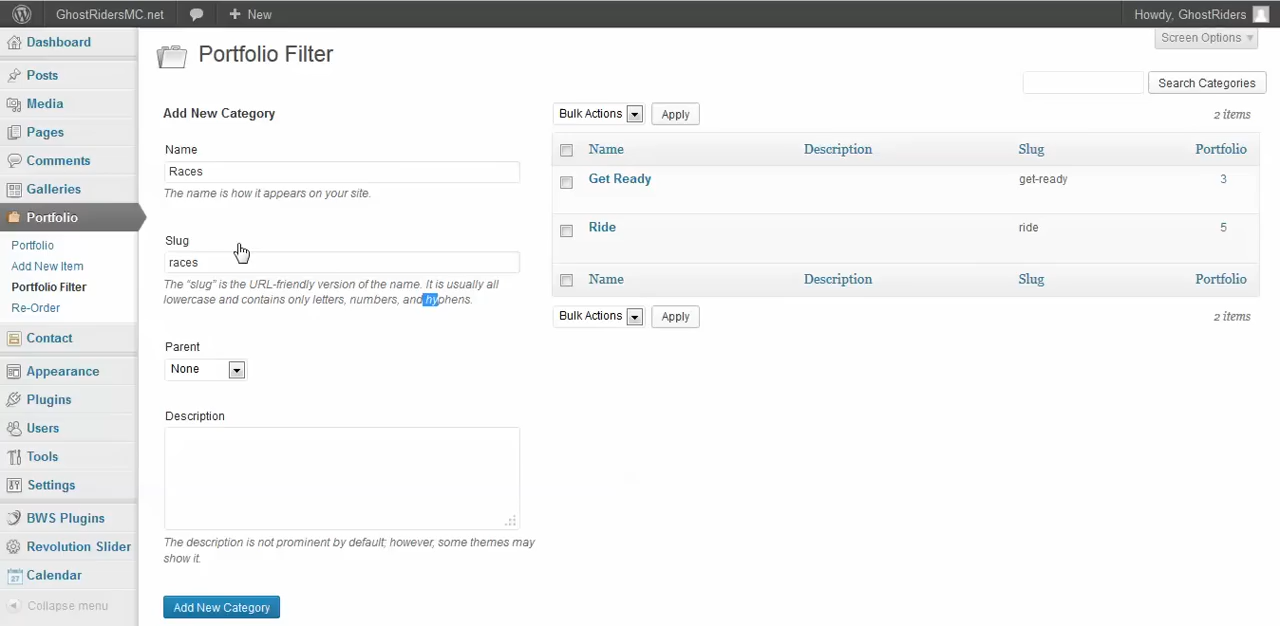 GhostRidersMC.net
+ New
Howdy, GhostRiders
Dashboard
Posts
Media
Pages
Comments
Galleries
Portfolio
Portfolio
Add New Item
Portfolio Filter
Re-Order
Contact
Appearance
Plugins
Users
Tools
Settings
BWS Plugins
Revolution Slider
27 Calendar
Collapse menu
Portfolio Filter
Screen Options
Search Categories
Add New Category
Name
Races
The name is how it appears on your site.
Slug
races
The “slug” is the URL-friendly version of the name. It is usually all
lowercase and contains only letters, numbers, and hyphens.
Parent
None
Description
The description is not prominent by default; however, some themes may
show it.
Add New Category
Bulk Actions Apply 2 items
Name Description Slug Portfolio
Get Ready get-ready 3
Ride ride 5
Name Description Slug Portfolio
Bulk Actions Apply 2 items